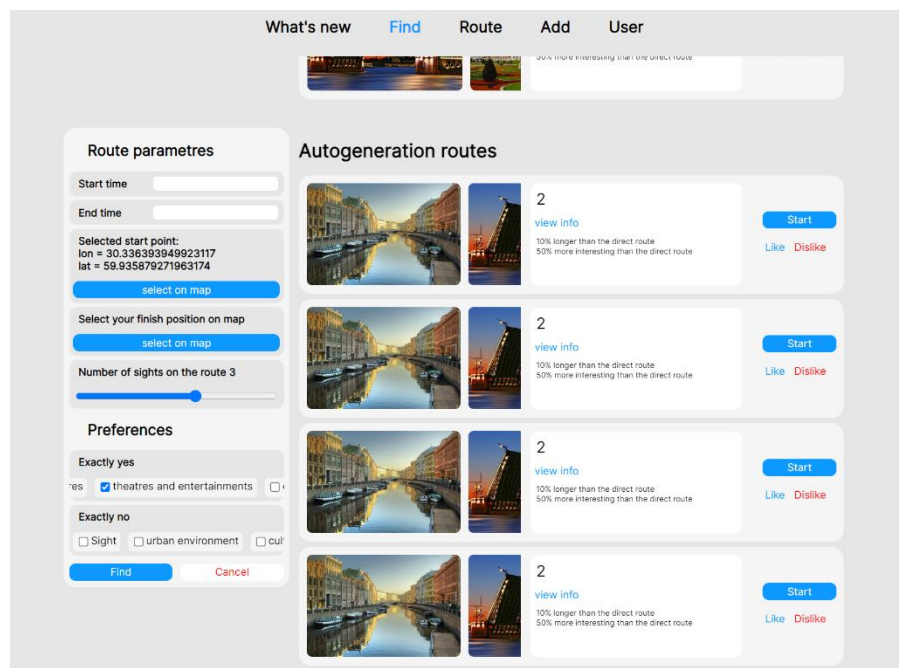 What's new Find Route Add User
50% more interesting than the direct route
Route parametres
Start time
End time
Selected start point:
lon = 30.336393949923117
lat = 59.935879271963174
select on map
Select your finish position on map
select on map
Number of sights on the route 3
Preferences
Exactly yes
theatres and entertainments
Exactly no
Sight urban environment
Find Cancel
Autogeneration routes
2
view info
10% longer than the direct route
50% more interesting than the direct route
Start
Like Dislike
2
view info
10% longer than the direct route
50% more interesting than the direct route
Start
Like Dislike
2
view info
10% longer than the direct route
50% more interesting than the direct route
Start
Like Dislike
2
view info
10% longer than the direct route
50% more interesting than the direct route
Start
Like Dislike